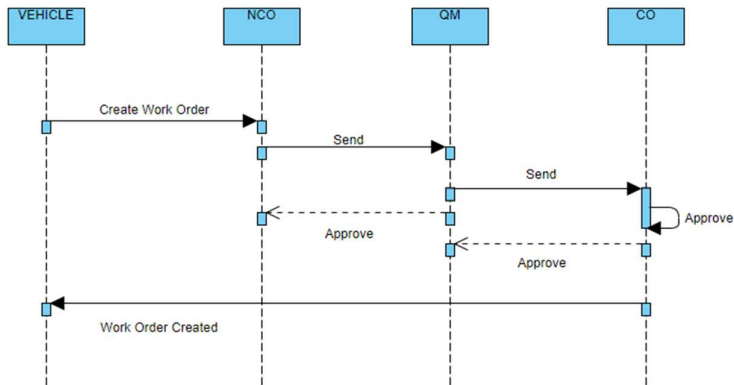 VEHICLE
NCO
QM
CO
Create Work Order
Send
Send
Approve
Approve
Approve
Work Order Created